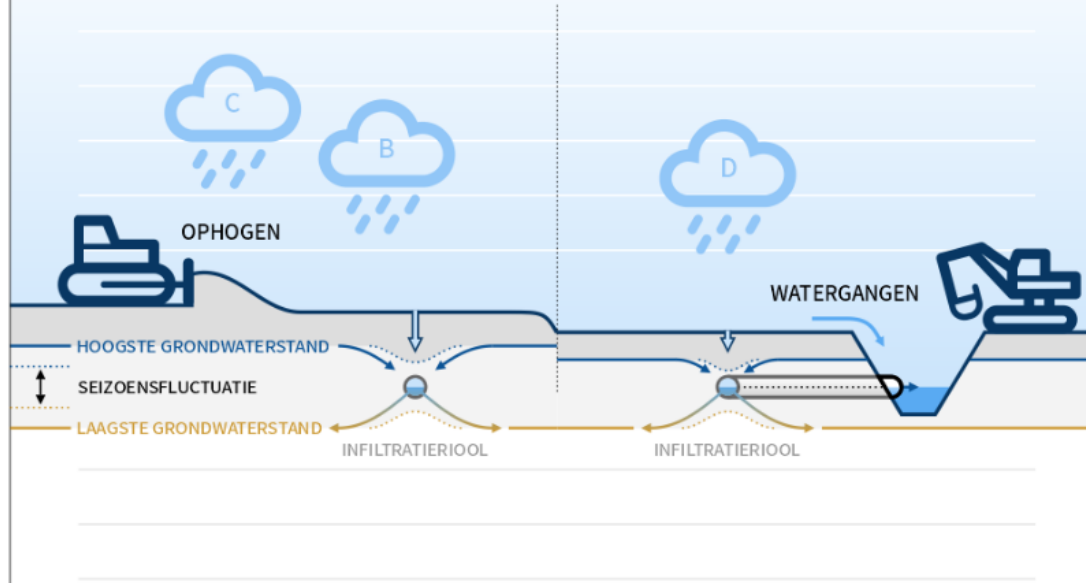 C
B
D
OPHOGEN
WATERGANGEN
HOOGSTE GRONDWATERSTAND
SEIZOENSFLUCTUATIE
LAAGSTE GRONDWATERSTAND
INFILTRATIERIOOL
INFILTRATIERIOOL